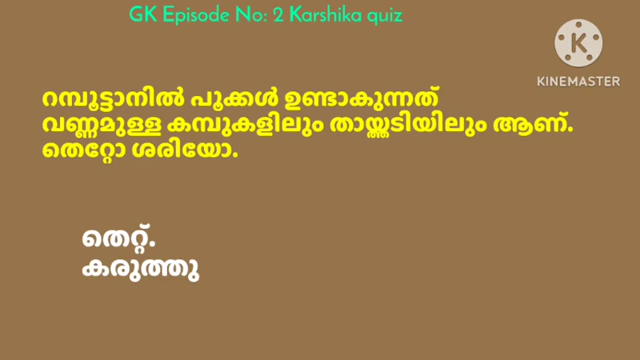 GK Episode No: 2 Karshika quiz
KINEMASTER
റമ്പൂട്ടാനിൽ പൂക്കൾ ഉണ്ടാകുന്നത്
വണ്ണമുള്ള കമ്പുകളിലും തായ്ത്തടിയിലും ആണ്.
തെറ്റോ ശരിയോ.
തെറ്റ്.
കരുത്തു